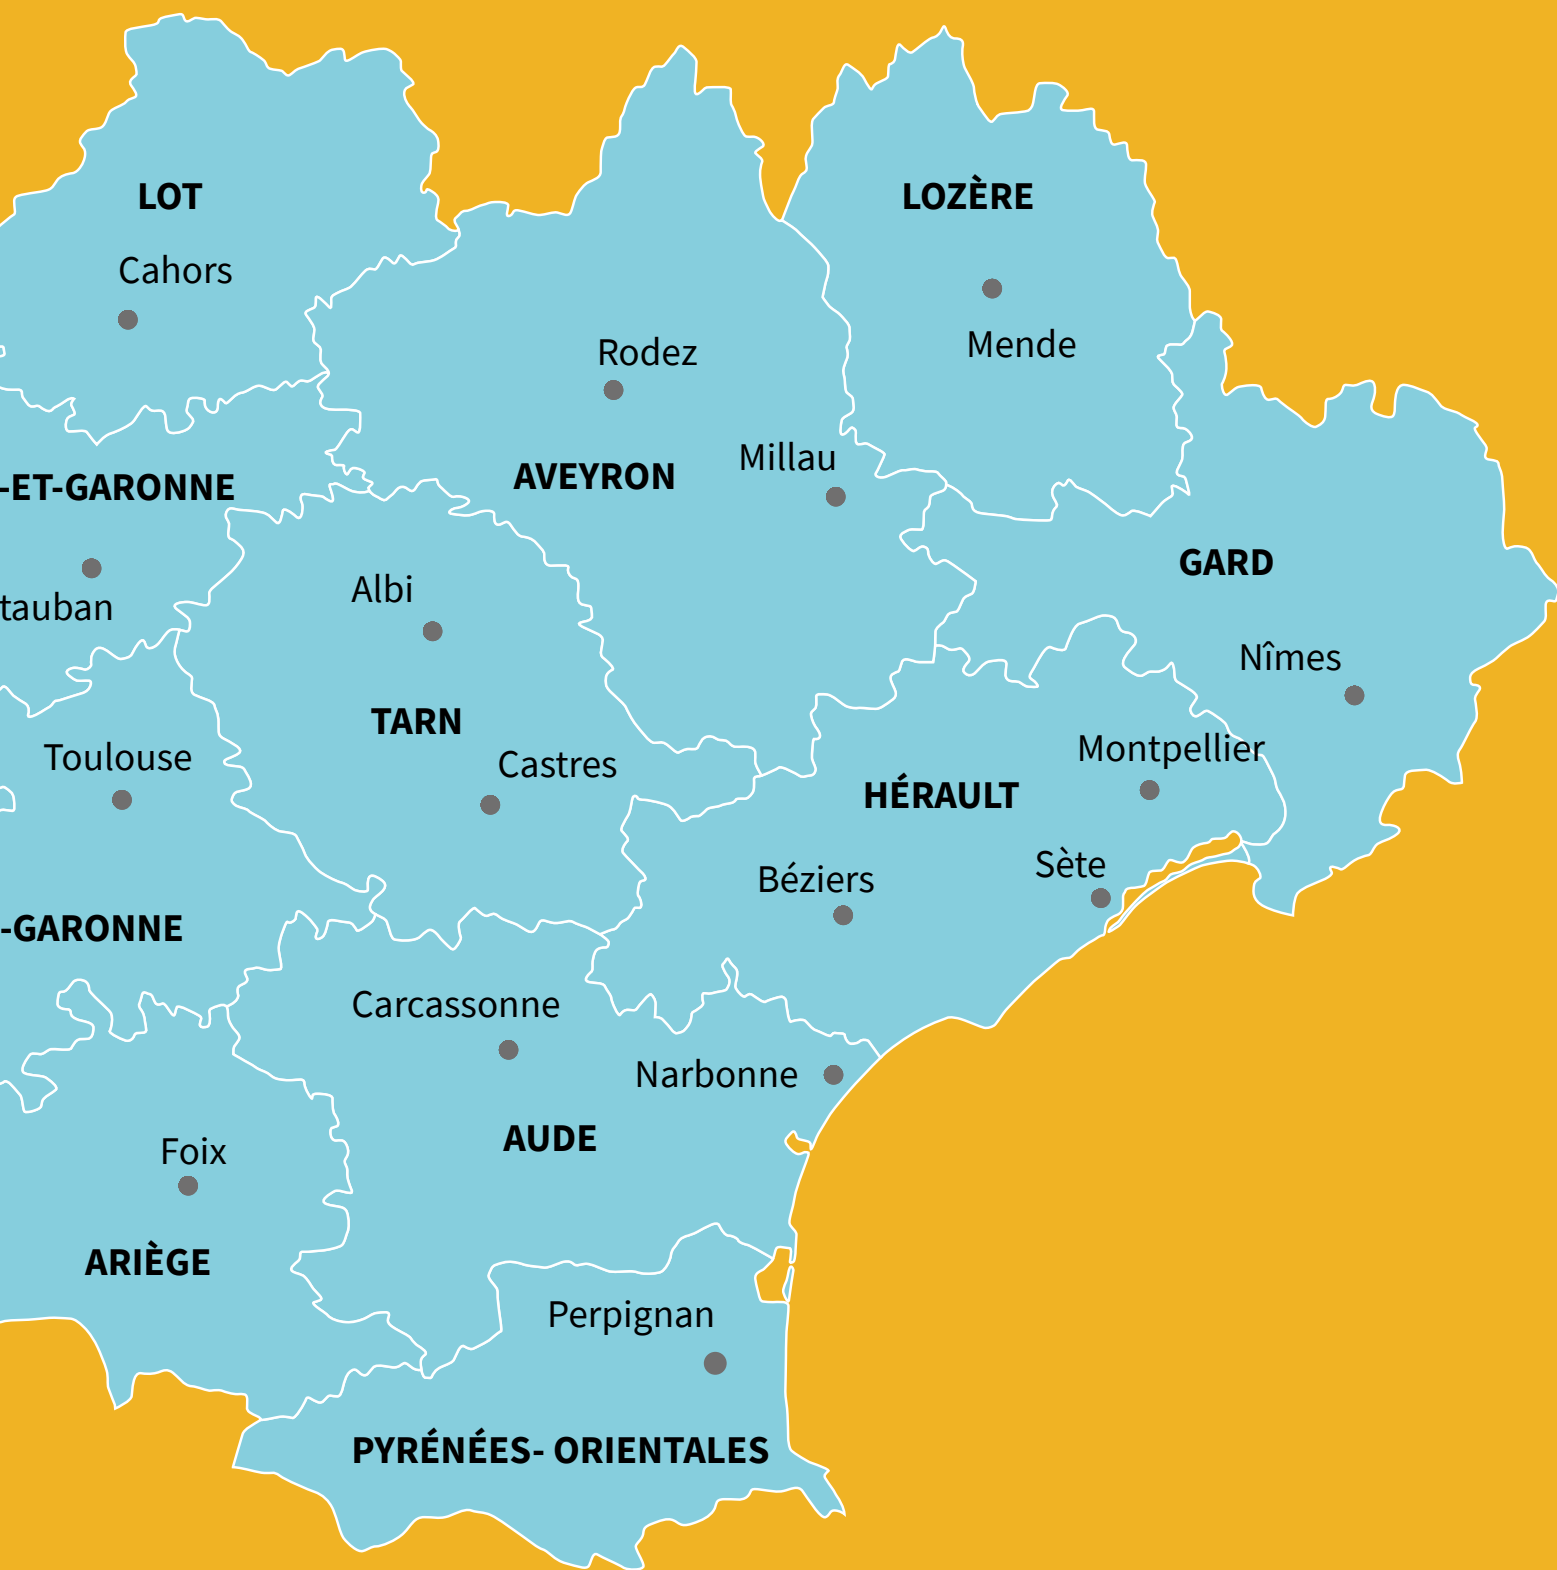 LOT
LOZÈRE
Cahors
Mende
Rodez
Millau
AVEYRON
-ET-GARONNE
GARD
Albi
tauban
Nîmes
TARN
Montpellier
Toulouse
Castres
HÉRAULT
Sète
Béziers
-GARONNE
Carcassonne
Narbonne
AUDE
Foix
ARIÈGE
Perpignan
PYRÉNÉES- ORIENTALES